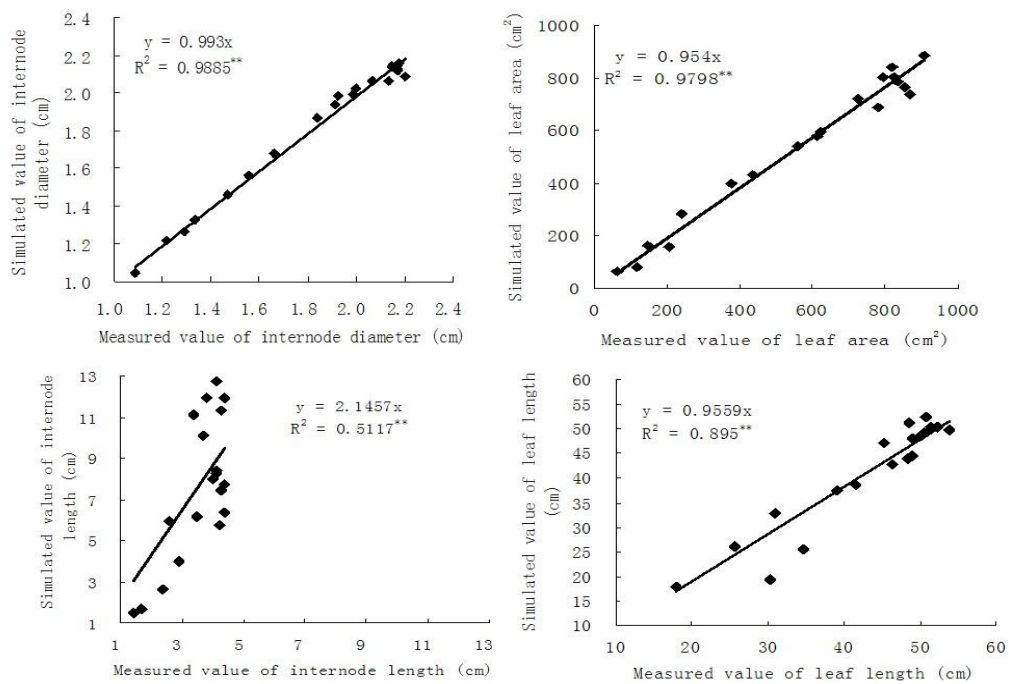 Simulated value of internode
diameter (cm)
2.4
2.2
2.0
1.8
1.6
1.4
1.2
1.0
y = 0.993x
R² = 0.9885**
1.0 1.2 1.4 1.6 1.8 2.0 2.2 2.4
Measured value of internode diameter (cm)
Simulated value of leaf area (cm²)
1000
800
600
400
200
0
y = 0.954x
R² = 0.9798**
0 200 400 600 800 1000
Measured value of leaf area (cm²)
Simulated value of internode
length (cm)
13
11
9
7
5
3
1
y = 2.1457x
R² = 0.5117**
1 3 5 7 9 11 13
Measured value of internode length (cm)
Simulated value of leaf length
(cm)
60
55
50
45
40
35
30
25
20
15
10
y = 0.9559x
R² = 0.895**
10 20 30 40 50 60
Measured value of leaf length (cm)